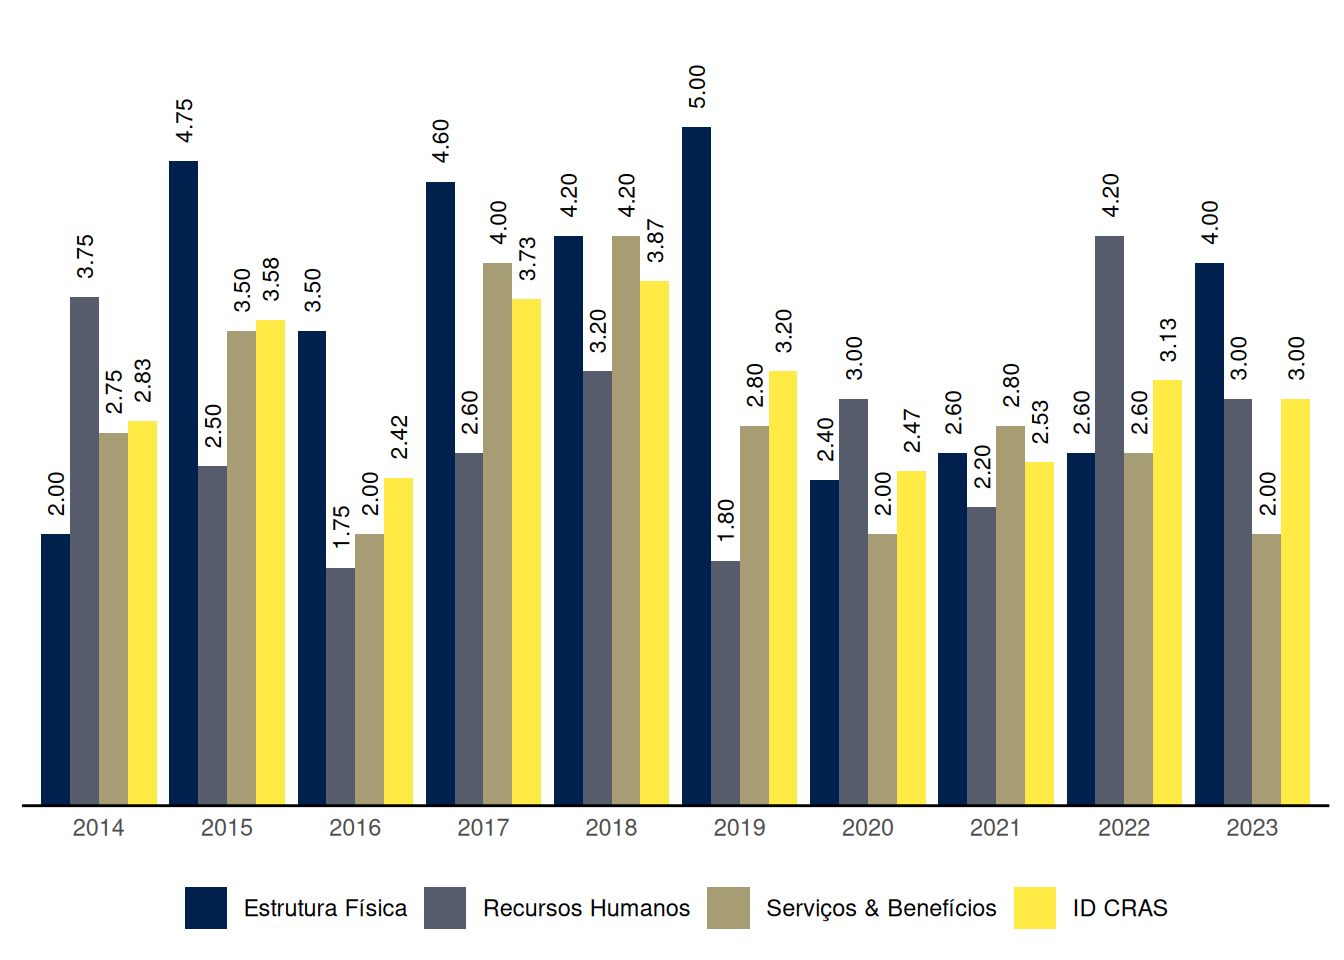 2.00 3.75 2.75 2.83
4.75 2.50 3.50 3.58
3.50 1.75 2.00 2.42
4.60 2.60 4.00 3.73
4.20 3.20 4.20 3.87
5.00 1.80 2.80 3.20
2.40 3.00 2.00 2.47
2.60 2.20 2.80 2.53
2.60 4.20 2.60 3.13
4.00 3.00 2.00 3.00
2014 2015 2016 2017 2018 2019 2020 2021 2022 2023
Estrutura Física Recursos Humanos Serviços & Benefícios ID CRAS